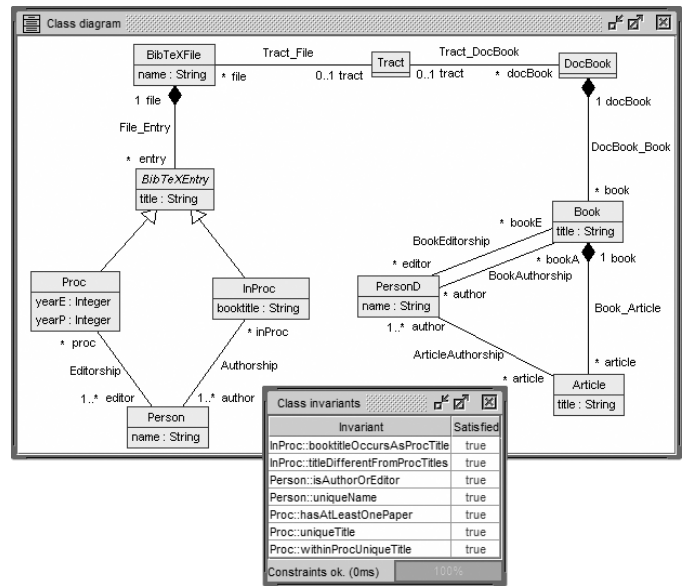 Class diagram
BibTeXFile
name : String
Tract_File
Tract
Tract_DocBook
DocBook
* file
0..1 tract
0..1 tract
* docBook
1 file
1 docBook
File_Entry
DocBook_Book
* entry
* book
BibTeXEntry
title : String
Book
title : String
* bookE
BookEditorship
* editor
* bookA
1 book
BookAuthorship
Proc
yearE : Integer
yearP : Integer
InProc
booktitle : String
PersonD
name : String
* author
Book_Article
* proc
* inProc
1..* author
Editorship
Authorship
ArticleAuthorship
* article
* article
1..* editor
1..* author
Person
name : String
Article
title : String
Class invariants
Invariant Satisfied
InProc::booktitleOccursAsProcTitle true
InProc::titleDifferentFromProcTitles true
Person::isAuthorOrEditor true
Person::uniqueName true
Proc::hasAtLeastOnePaper true
Proc::uniqueTitle true
Proc::withinProcUniqueTitle true
Constraints ok. (0ms) 100%